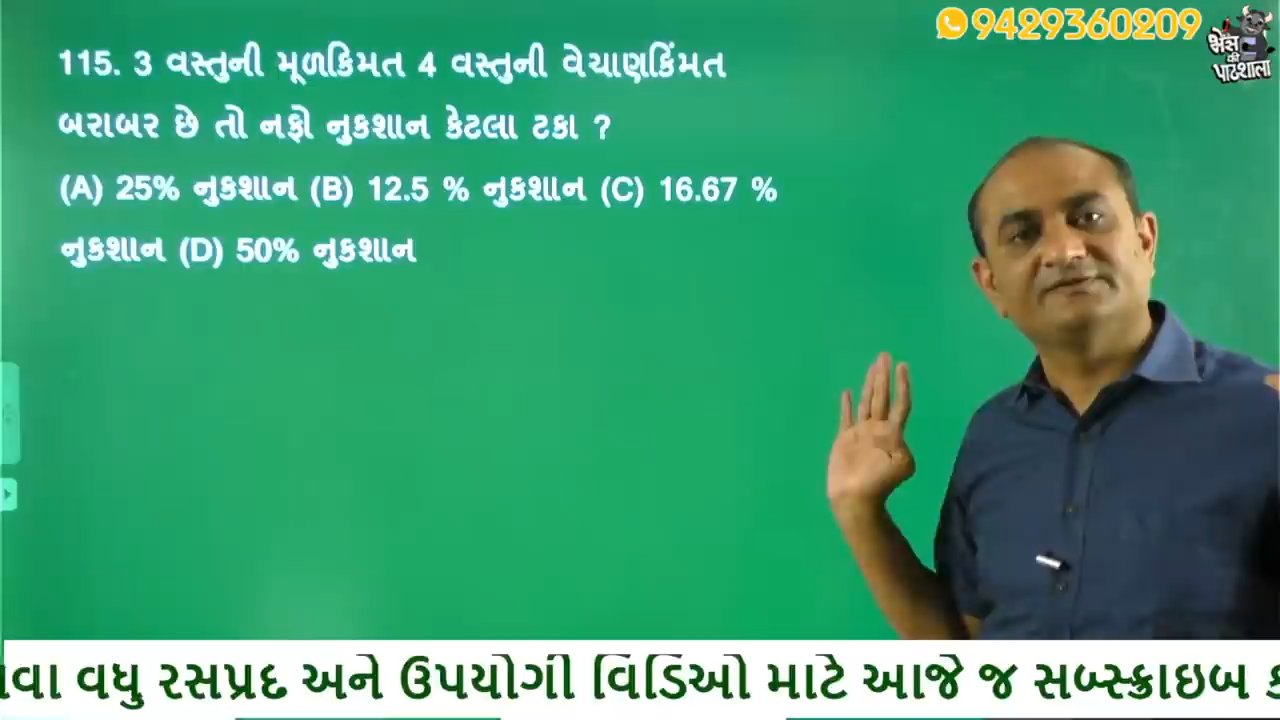 9429360209
ભેંસ
કી
પાઠશાલા
115. 3 વસ્તુની મૂળકિમત 4 વસ્તુની વેચાણકિંમત
બરાબર છે તો નફો નુકશાન કેટલા ટકા ?
(A) 25% નુકશાન (B) 12.5 % નુકશાન (C) 16.67 %
નુકશાન (D) 50% નુકશાન
વધુ રસપ્રદ અને ઉપયોગી વિડિઓ માટે આજે જ સબ્સ્ક્રાઇબ